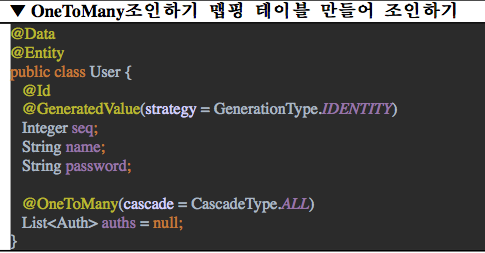 ▼ OneToMany조인하기 맵핑 테이블 만들어 조인하기
@Data
@Entity
public class User {
@Id
@GeneratedValue(strategy = GenerationType.IDENTITY)
Integer seq;
String name;
String password;
@OneToMany(cascade = CascadeType.ALL)
List<Auth> auths = null;
}